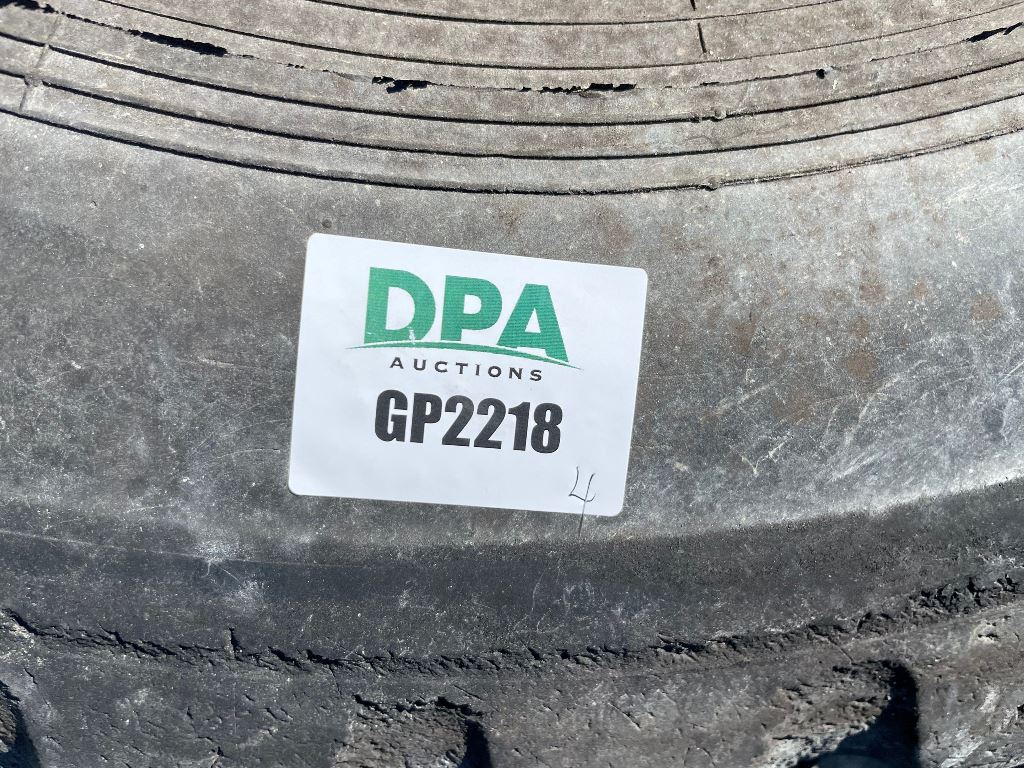 DPA
AUCTIONS
GP2218
4